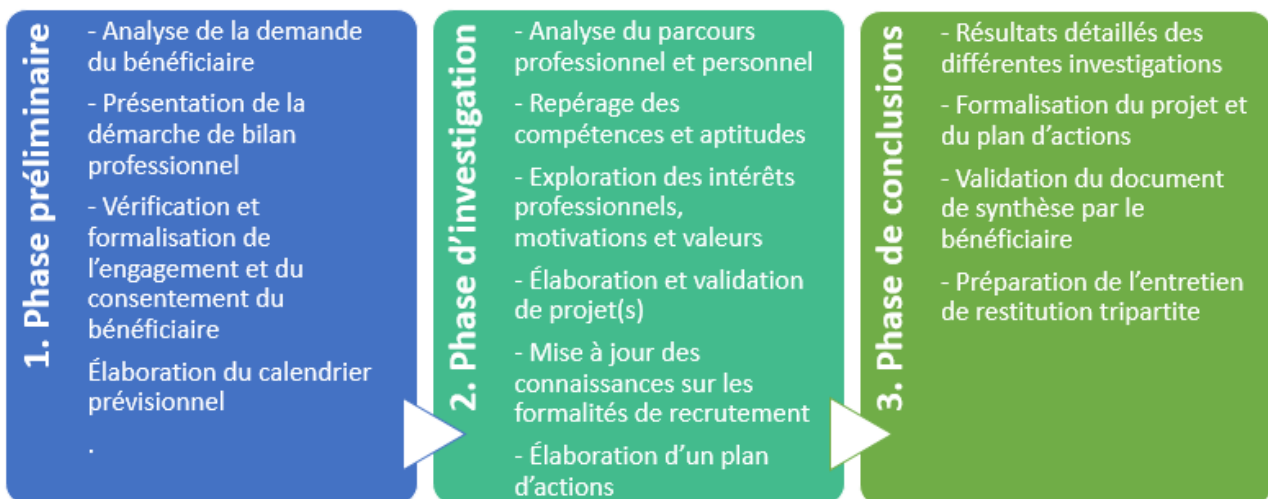 1. Phase préliminaire
- Analyse de la demande
du bénéficiaire
- Présentation de la
démarche de bilan
professionnel
- Vérification et
formalisation de
l’engagement et du
consentement du
bénéficiaire
Élaboration du calendrier
prévisionnel
.
2. Phase d’investigation
- Analyse du parcours
professionnel et personnel
- Repérage des
compétences et aptitudes
- Exploration des intérêts
professionnels,
motivations et valeurs
- Élaboration et validation
de projet(s)
- Mise à jour des
connaissances sur les
formalités de recrutement
- Élaboration d’un plan
d’actions
3. Phase de conclusions
- Résultats détaillés des
différentes investigations
- Formalisation du projet et
du plan d’actions
- Validation du document
de synthèse par le
bénéficiaire
- Préparation de l’entretien
de restitution tripartite